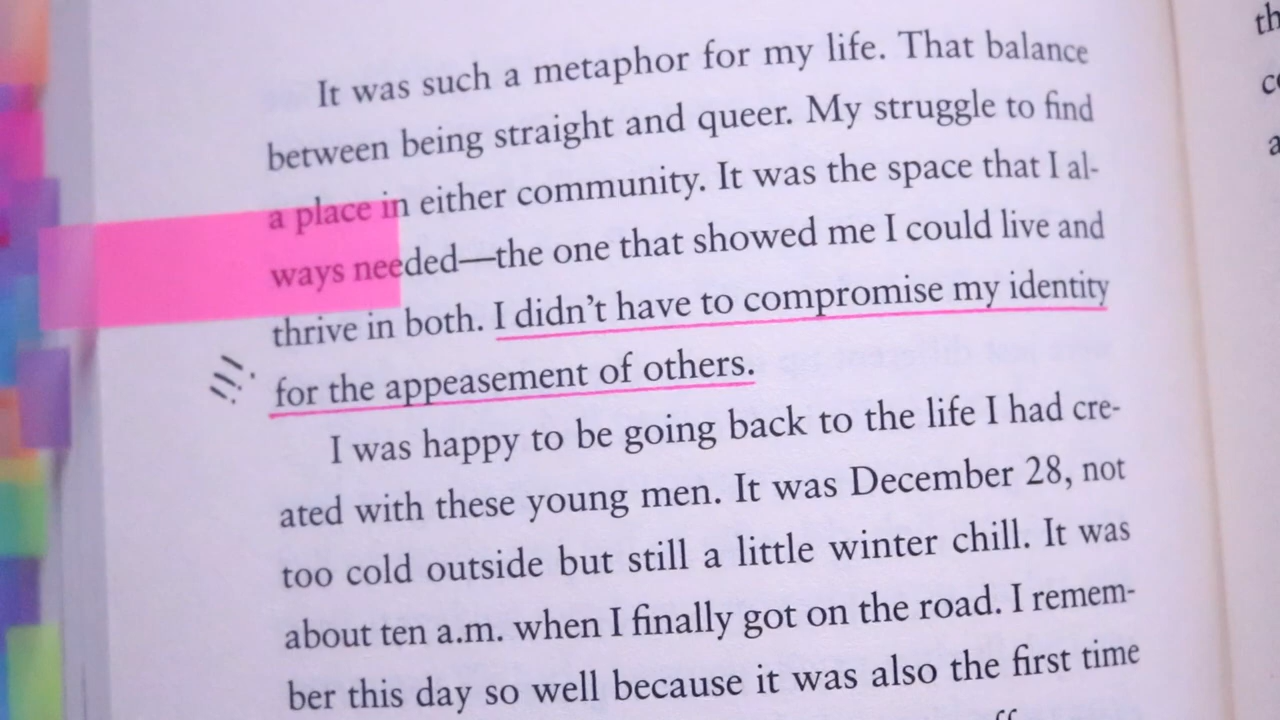 It was such a metaphor for my life. That balance
between being straight and queer. My struggle to find
a place in either community. It was the space that I al-
ways needed—the one that showed me I could live and
thrive in both. I didn't have to compromise my identity
for the appeasement of others.
!!!
I was happy to be going back to the life I had cre-
ated with these young men. It was December 28, not
too cold outside but still a little winter chill. It was
about ten a.m. when I finally got on the road. I remem-
ber this day so well because it was also the first time